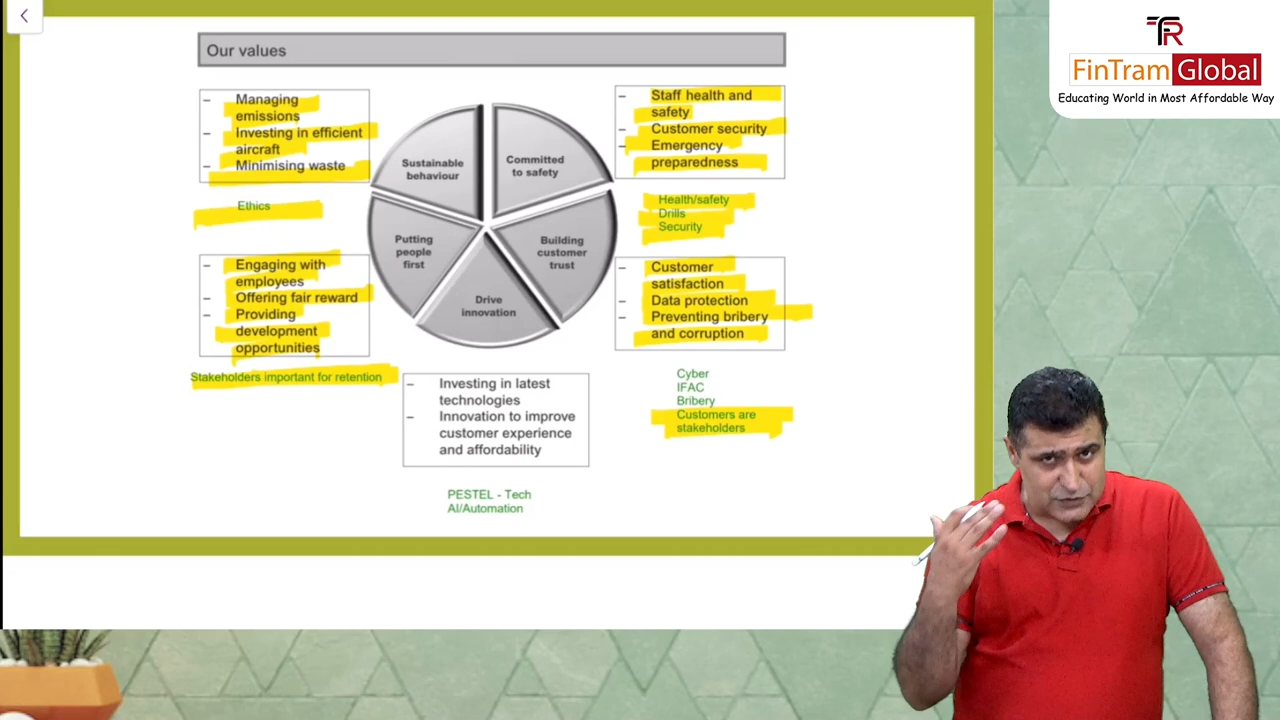 Our values
– Managing
emissions
– Investing in efficient
aircraft
– Minimising waste
Ethics
– Engaging with
employees
– Offering fair reward
– Providing
development
opportunities
Stakeholders important for retention
Sustainable
behaviour
Committed
to safety
Putting
people
first
Building
customer
trust
Drive
innovation
– Investing in latest
technologies
– Innovation to improve
customer experience
and affordability
PESTEL - Tech
AI/Automation
– Staff health and
safety
– Customer security
– Emergency
preparedness
Health/safety
Drills
Security
– Customer
satisfaction
– Data protection
– Preventing bribery
and corruption
Cyber
IFAC
Bribery
Customers are
stakeholders
TR
FinTram Global
Educating World in Most Affordable Way